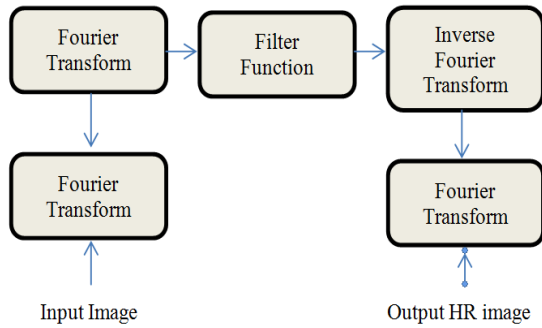 Fourier
Transform
Filter
Function
Inverse
Fourier
Transform
Fourier
Transform
Fourier
Transform
Input Image
Output HR image